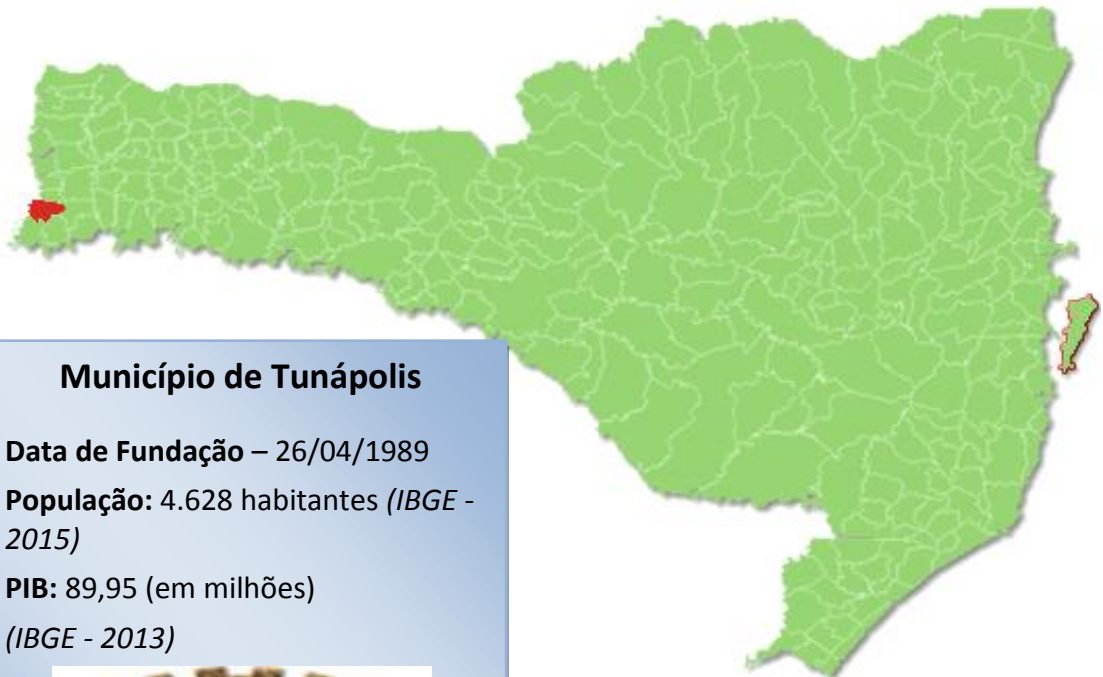 Município de Tunápolis
Data de Fundação – 26/04/1989
População: 4.628 habitantes (IBGE -
2015)
PIB: 89,95 (em milhões)
(IBGE - 2013)